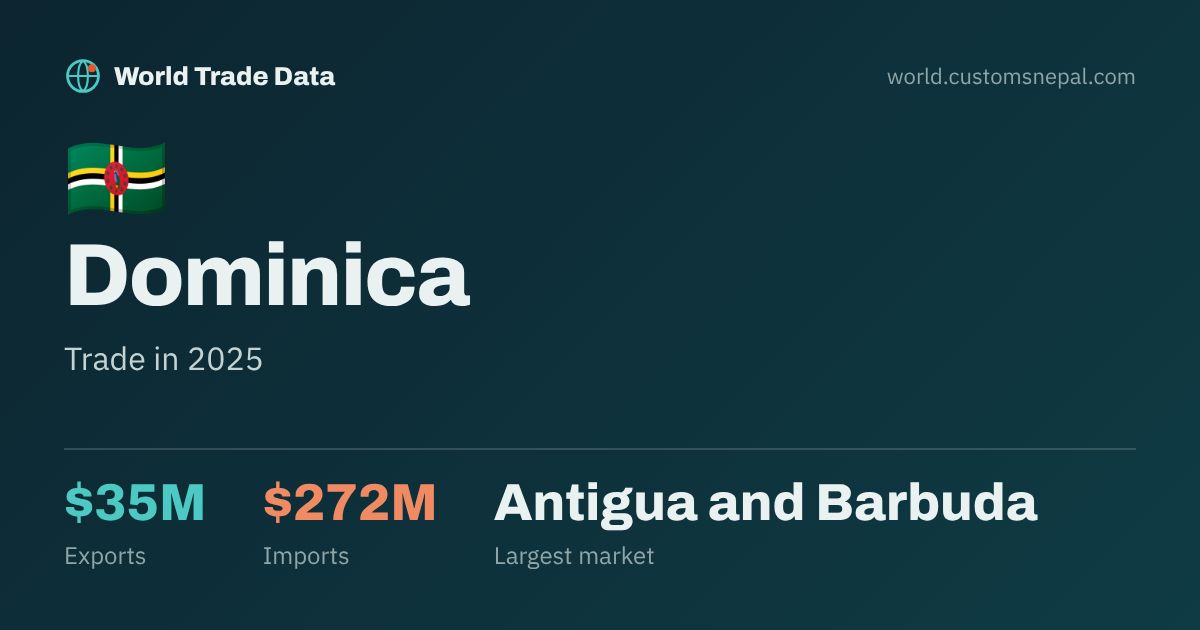 World Trade Data
world.customsnepal.com
Dominica
Trade in 2025
$35M
Exports
$272M
Imports
Antigua and Barbuda
Largest market